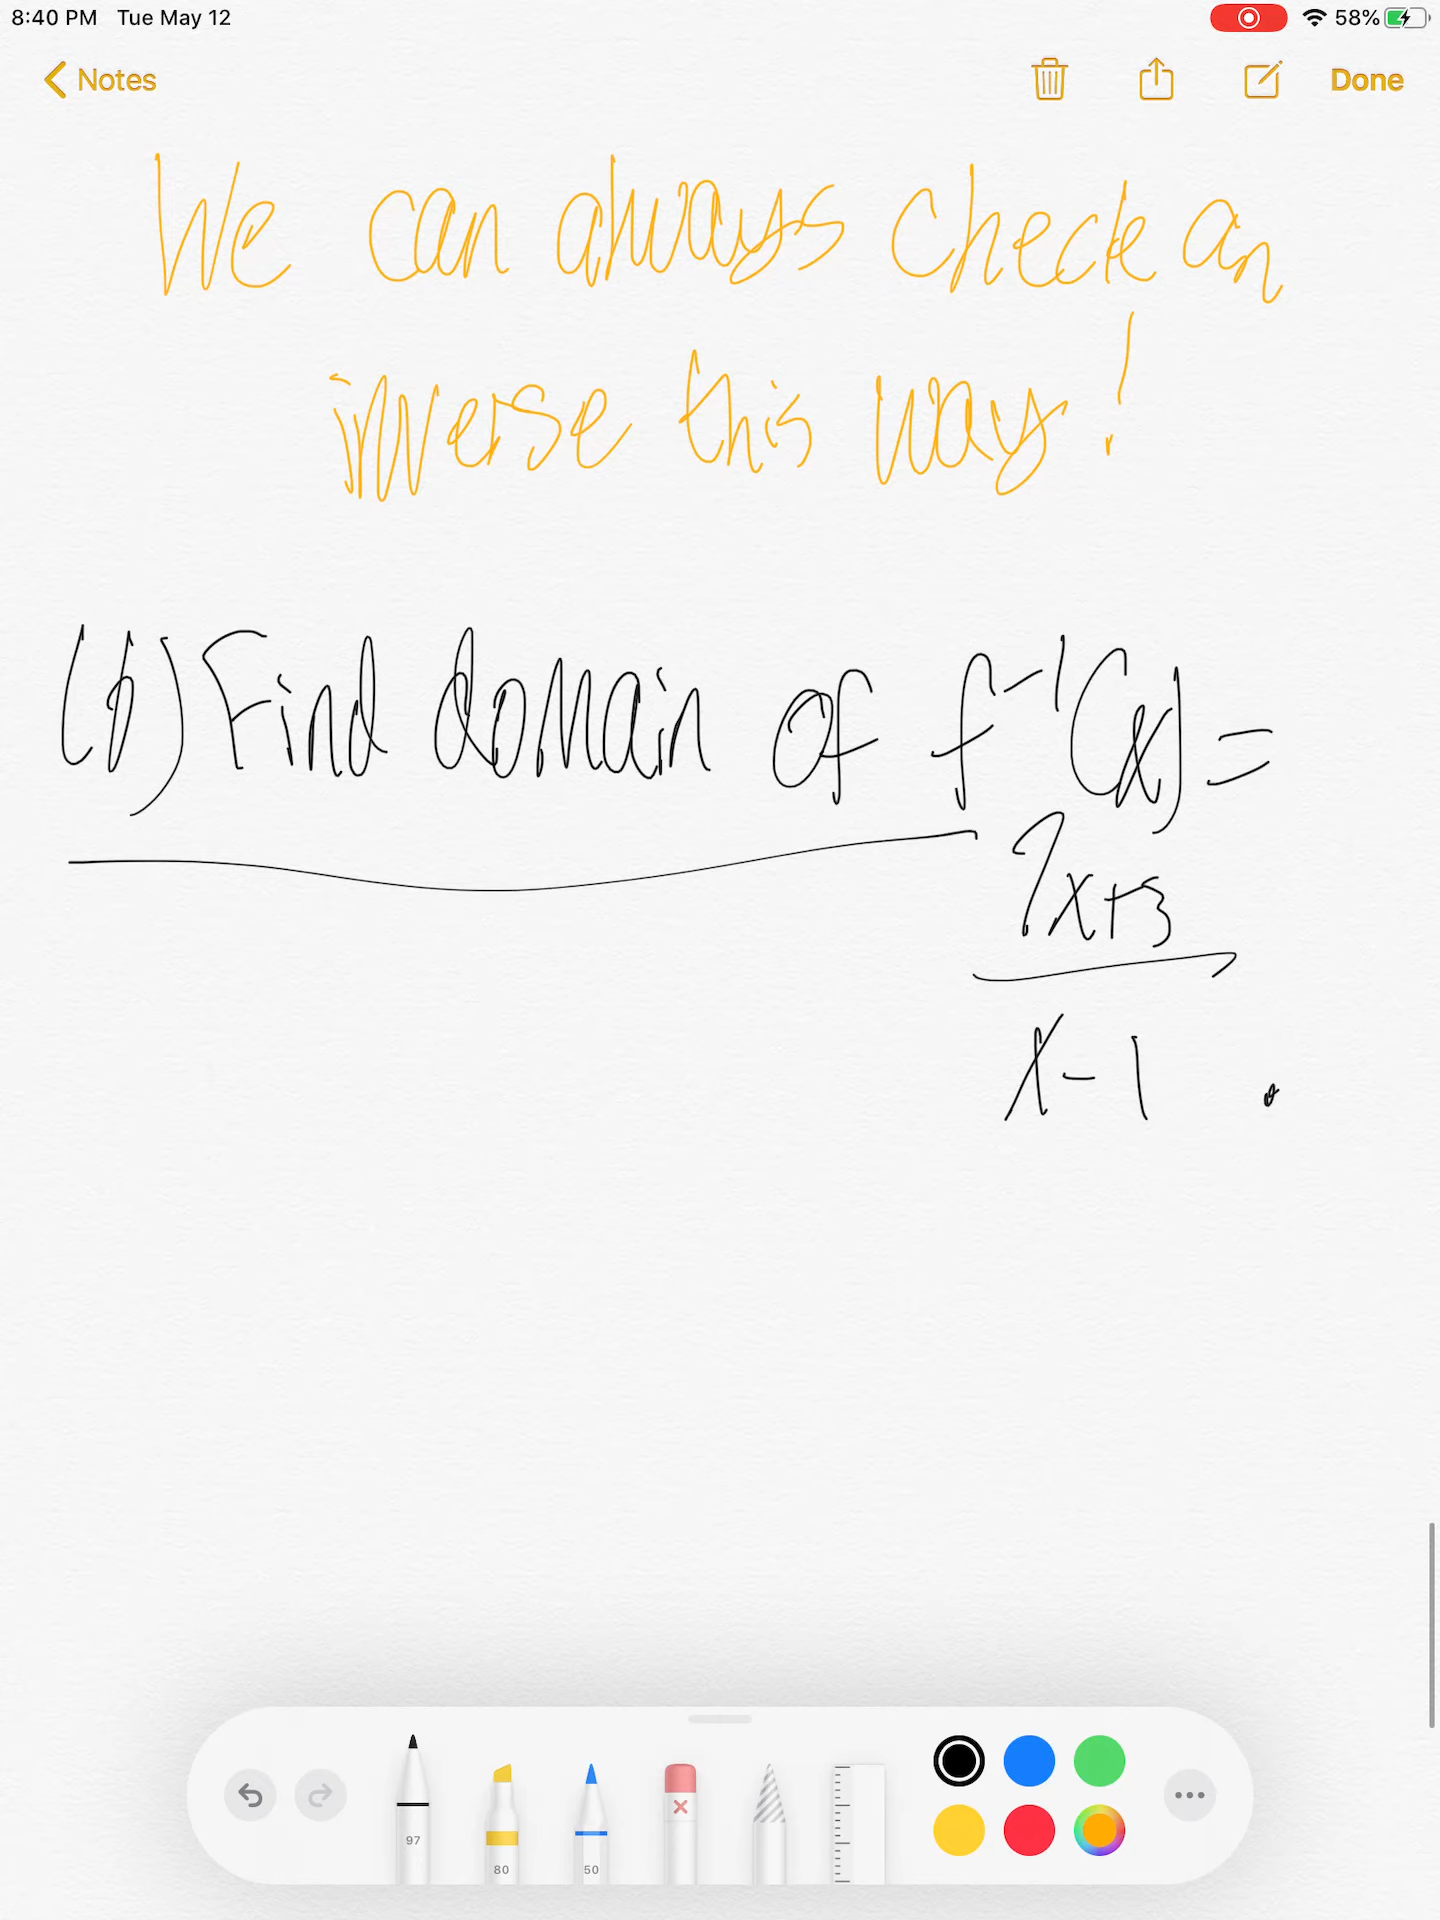 8:40 PM Tue May 12 58%
Notes Done
We can always check an
inverse this way!
(b) Find domain of f⁻¹(x) =
7x+3
x-1 .
97 80 50